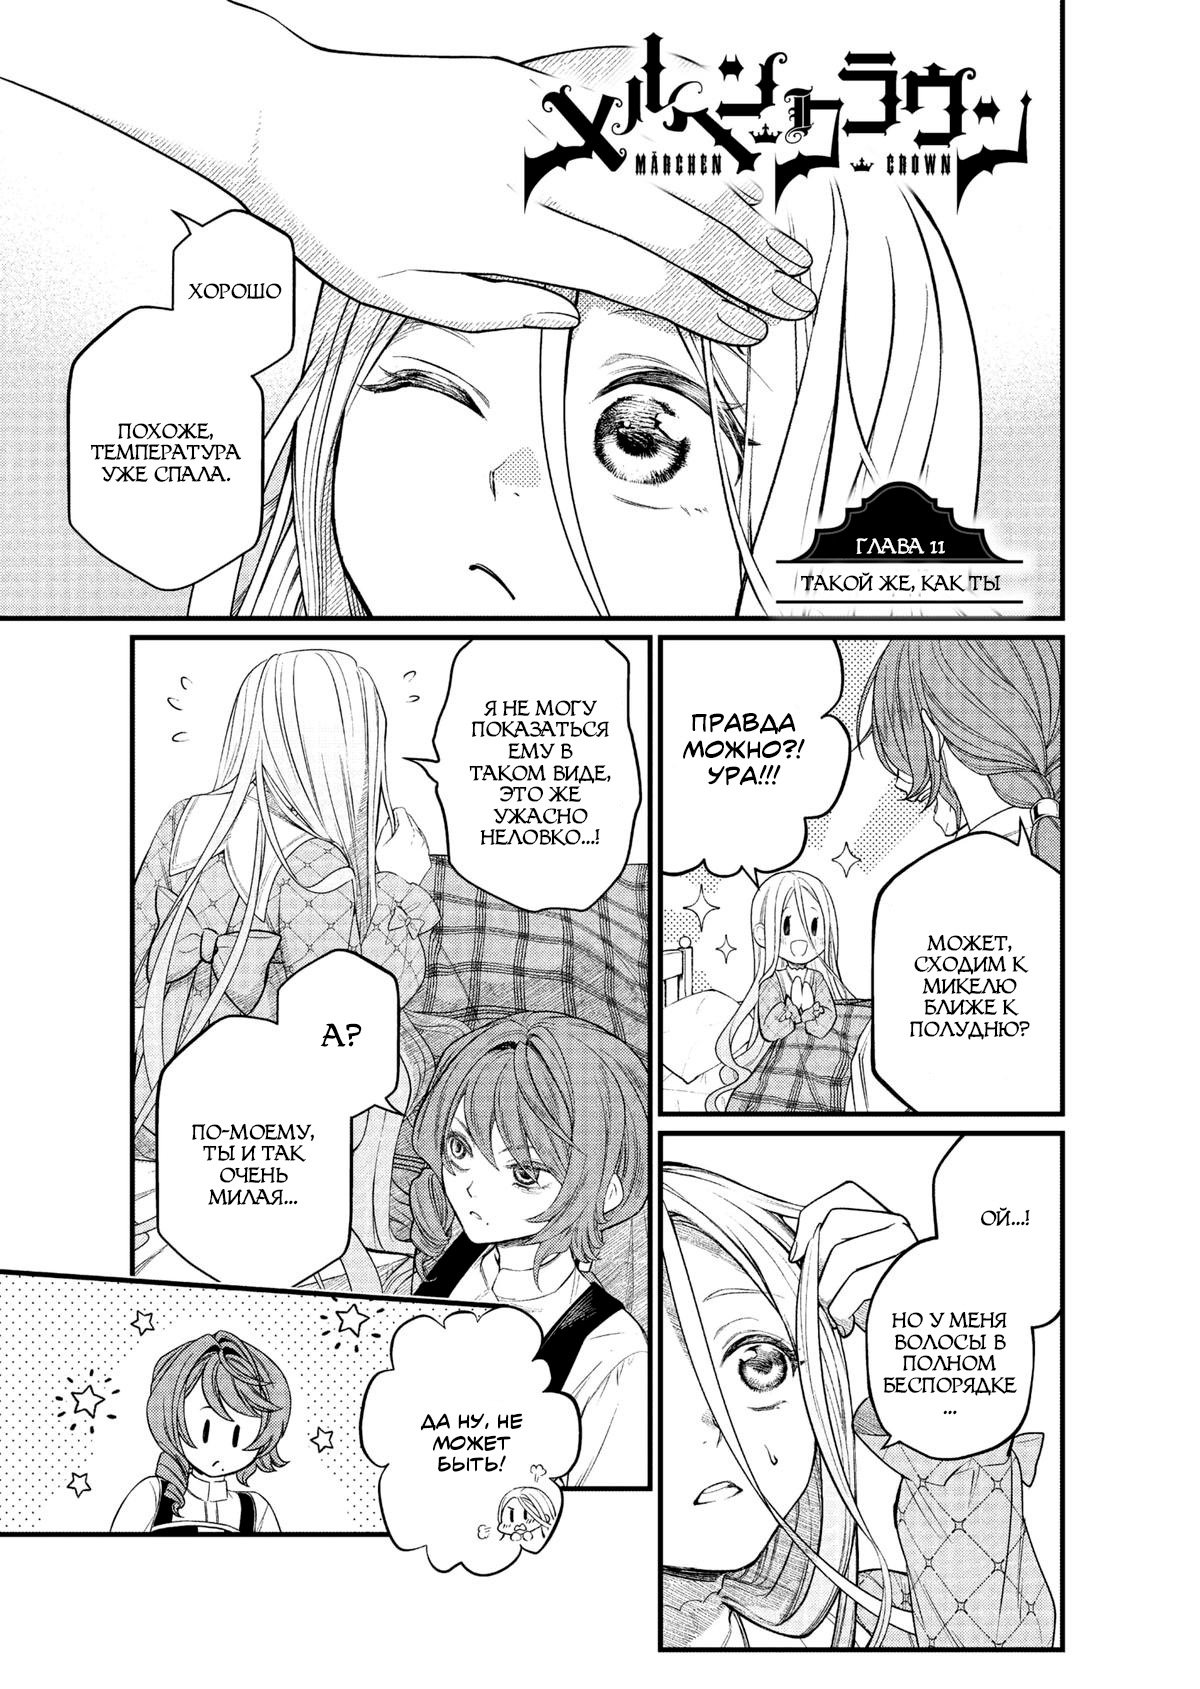 メルヘンクラウン
MÄRCHEN CROWN
ХОРОШО
ПОХОЖЕ,
ТЕМПЕРАТУРА
УЖЕ СПАЛА.
ГЛАВА 11
ТАКОЙ ЖЕ, КАК ТЫ
ПРАВДА
МОЖНО?!
УРА!!!
МОЖЕТ,
СХОДИМ К
МИКЕЛЮ
БЛИЖЕ К
ПОЛУДНЮ?
ОЙ...!
НО У МЕНЯ
ВОЛОСЫ В
ПОЛНОМ
БЕСПОРЯДКЕ
...
Я НЕ МОГУ
ПОКАЗАТЬСЯ
ЕМУ В
ТАКОМ ВИДЕ,
ЭТО ЖЕ
УЖАСНО
НЕЛОВКО...!
А?
ПО-МОЕМУ,
ТЫ И ТАК
ОЧЕНЬ
МИЛАЯ...
ДА НУ, НЕ
МОЖЕТ
БЫТЬ!